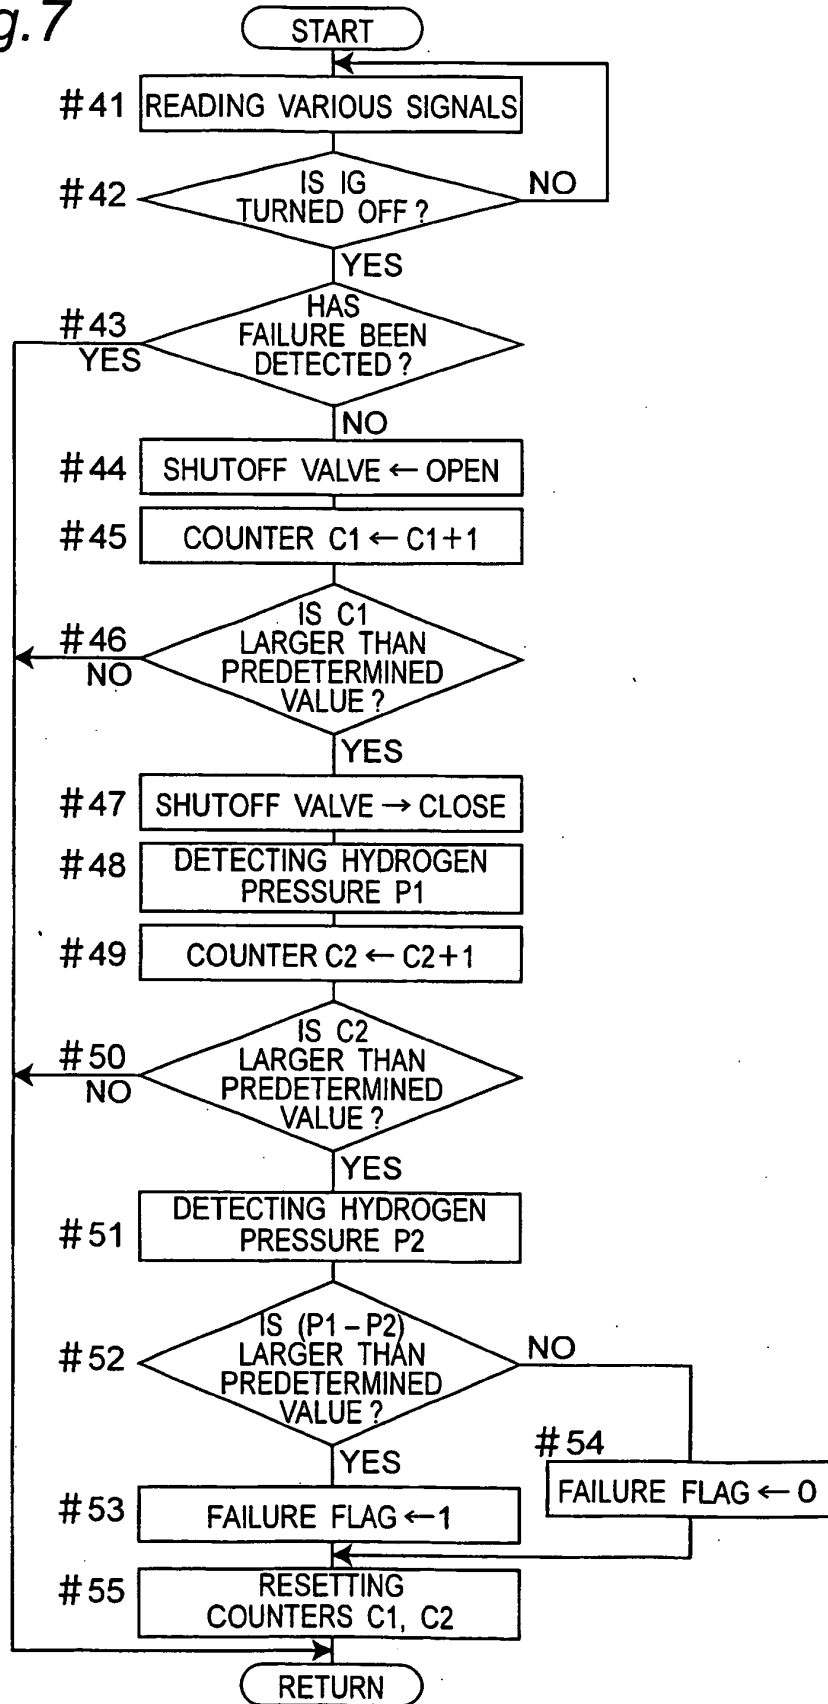 g.7
START
#41 READING VARIOUS SIGNALS
#42 IS IG
TURNED OFF?
NO
YES
#43
YES
HAS
FAILURE BEEN
DETECTED?
NO
#44 SHUTOFF VALVE ← OPEN
#45 COUNTER C1 ← C1+1
#46
NO
IS C1
LARGER THAN
PREDETERMINED
VALUE?
YES
#47 SHUTOFF VALVE → CLOSE
#48 DETECTING HYDROGEN
PRESSURE P1
#49 COUNTER C2 ← C2+1
#50
NO
IS C2
LARGER THAN
PREDETERMINED
VALUE?
YES
#51 DETECTING HYDROGEN
PRESSURE P2
#52 IS (P1-P2)
LARGER THAN
PREDETERMINED
VALUE?
NO
YES
#54
FAILURE FLAG ← 0
#53 FAILURE FLAG ← 1
#55 RESETTING
COUNTERS C1, C2
RETURN